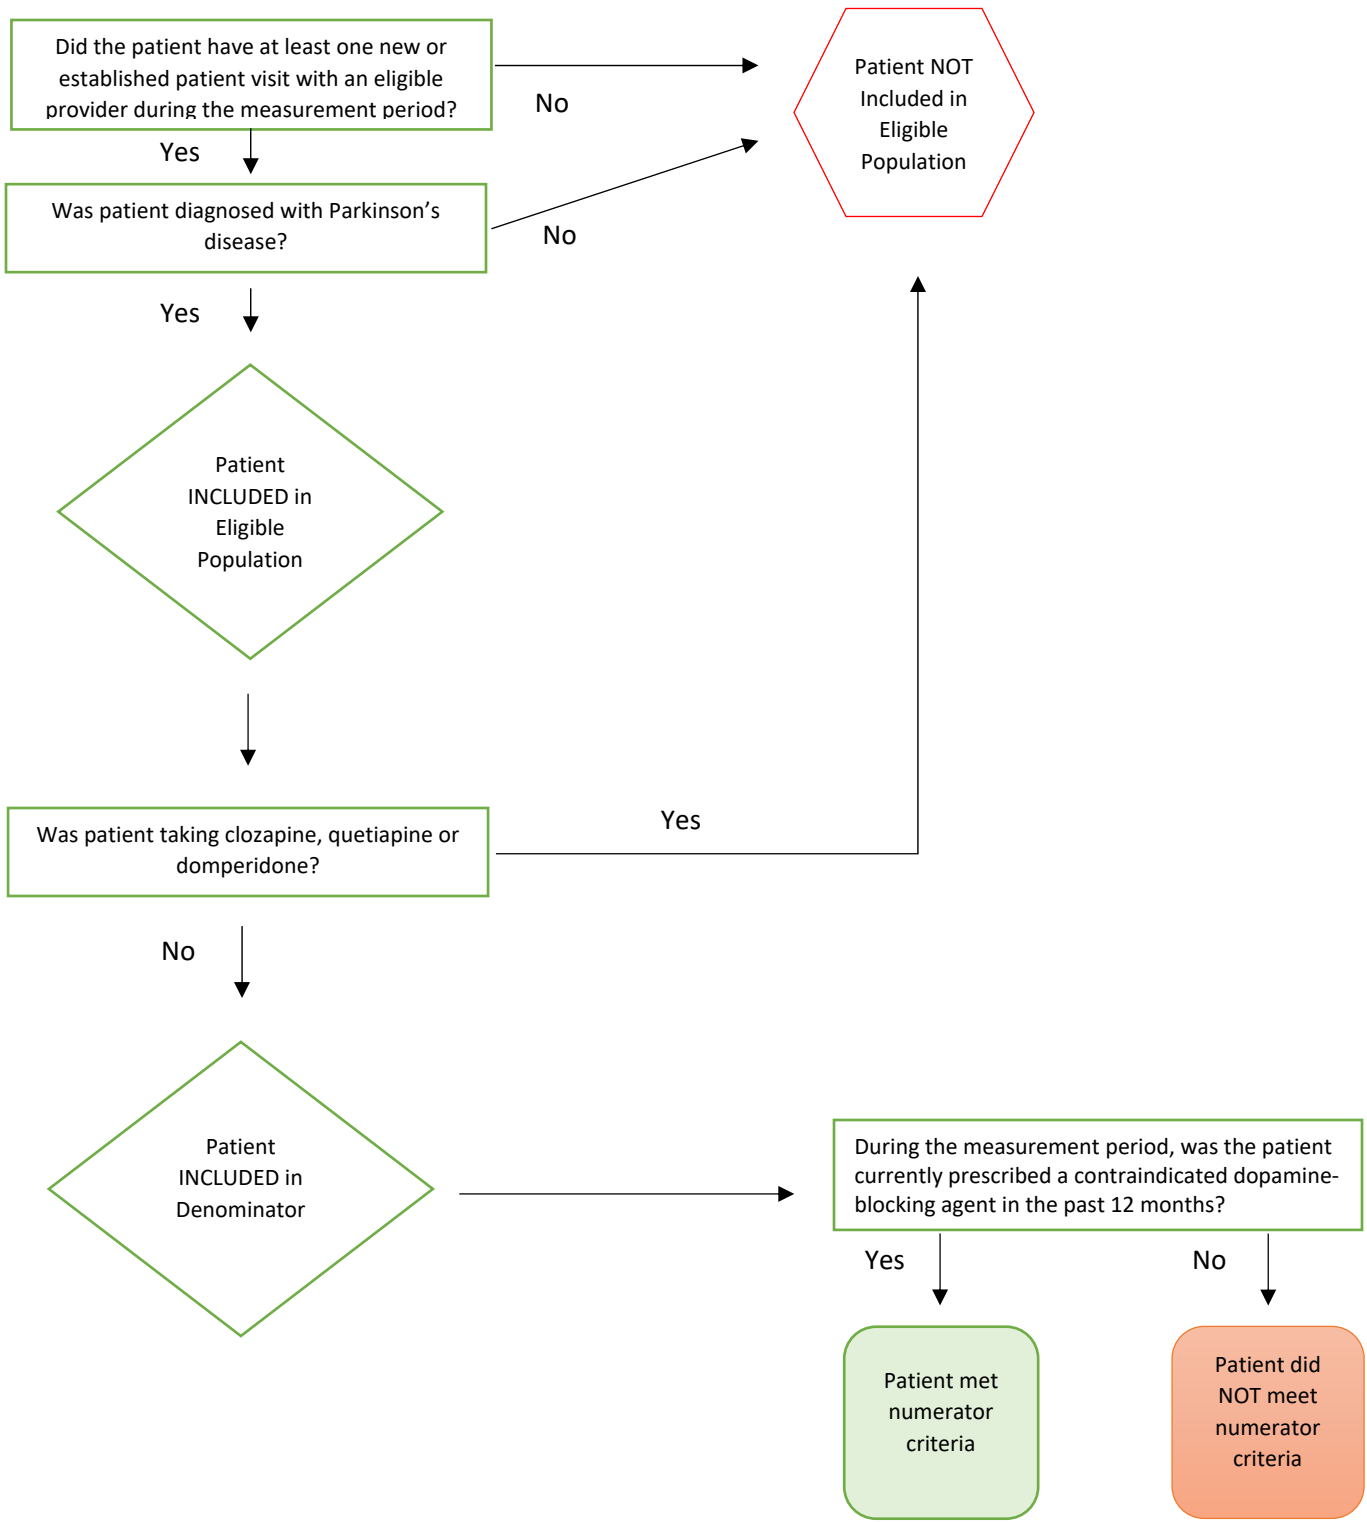 Did the patient have at least one new or
established patient visit with an eligible
provider during the measurement period?
No
Patient NOT
Included in
Eligible
Population
Yes
Was patient diagnosed with Parkinson’s
disease?
No
Yes
Patient
INCLUDED in
Eligible
Population
Was patient taking clozapine, quetiapine or
domperidone?
Yes
No
Patient
INCLUDED in
Denominator
During the measurement period, was the patient
currently prescribed a contraindicated dopamine-
blocking agent in the past 12 months?
Yes
No
Patient met
numerator
criteria
Patient did
NOT meet
numerator
criteria